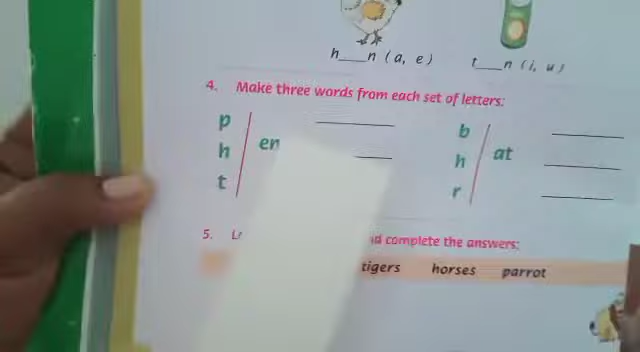 h___n (a, e)
t___n (i, u)
4. Make three words from each set of letters:
p
h
t
en
b
h
r
at
5.
complete the answers:
tigers horses parrot